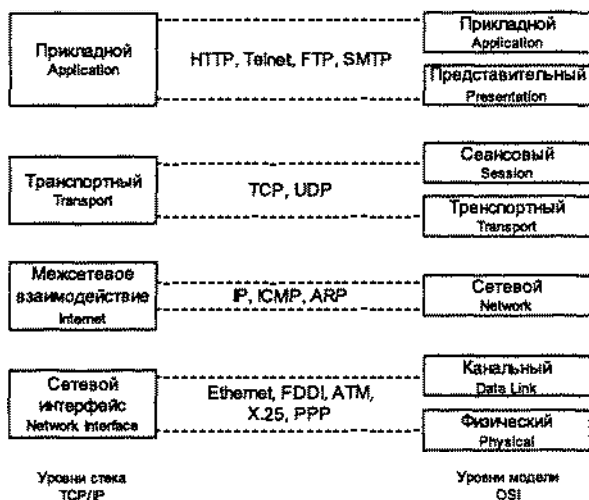 Прикладной
Application
HTTP, Telnet, FTP, SMTP
Прикладной
Application
Представительный
Presentation
Транспортный
Transport
TCP, UDP
Сеансовый
Session
Транспортный
Transport
Межсетевое
взаимодействие
Internet
IP, ICMP, ARP
Сетевой
Network
Сетевой
интерфейс
Network Interface
Ethernet, FDDI, ATM,
X.25, PPP
Канальный
Data Link
Физический
Physical
Уровни стека
TCP/IP
Уровни модели
OSI